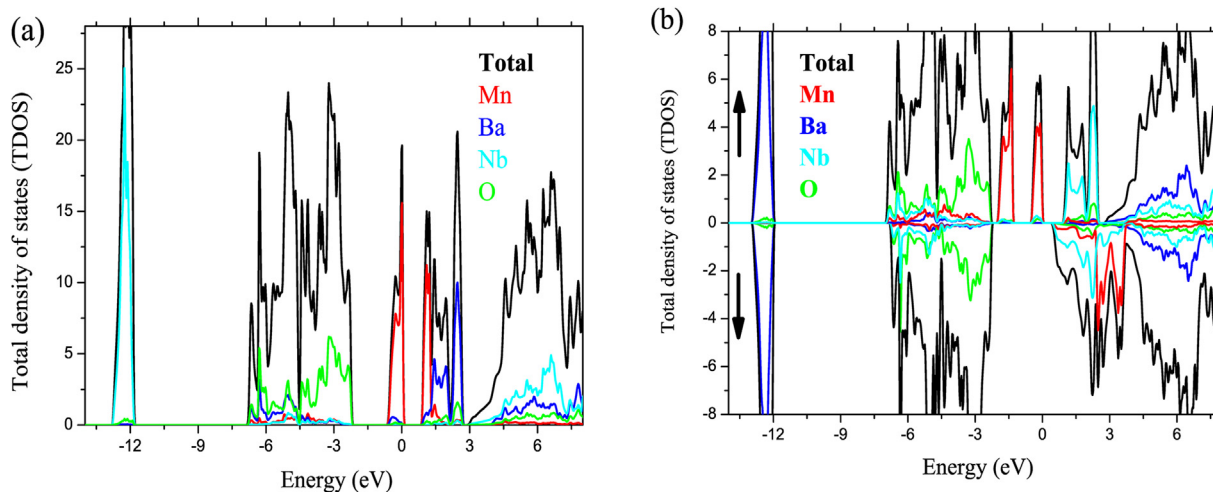 (a)
Total density of states (TDOS)
25
20
15
10
5
0
Total
Mn
Ba
Nb
O
-12
-9
-6
-3
0
3
6
Energy (eV)
(b)
Total density of states (TDOS)
8
6
4
2
0
-2
-4
-6
-8
Total
Mn
Ba
Nb
O
-12
-9
-6
-3
0
3
6
Energy (eV)